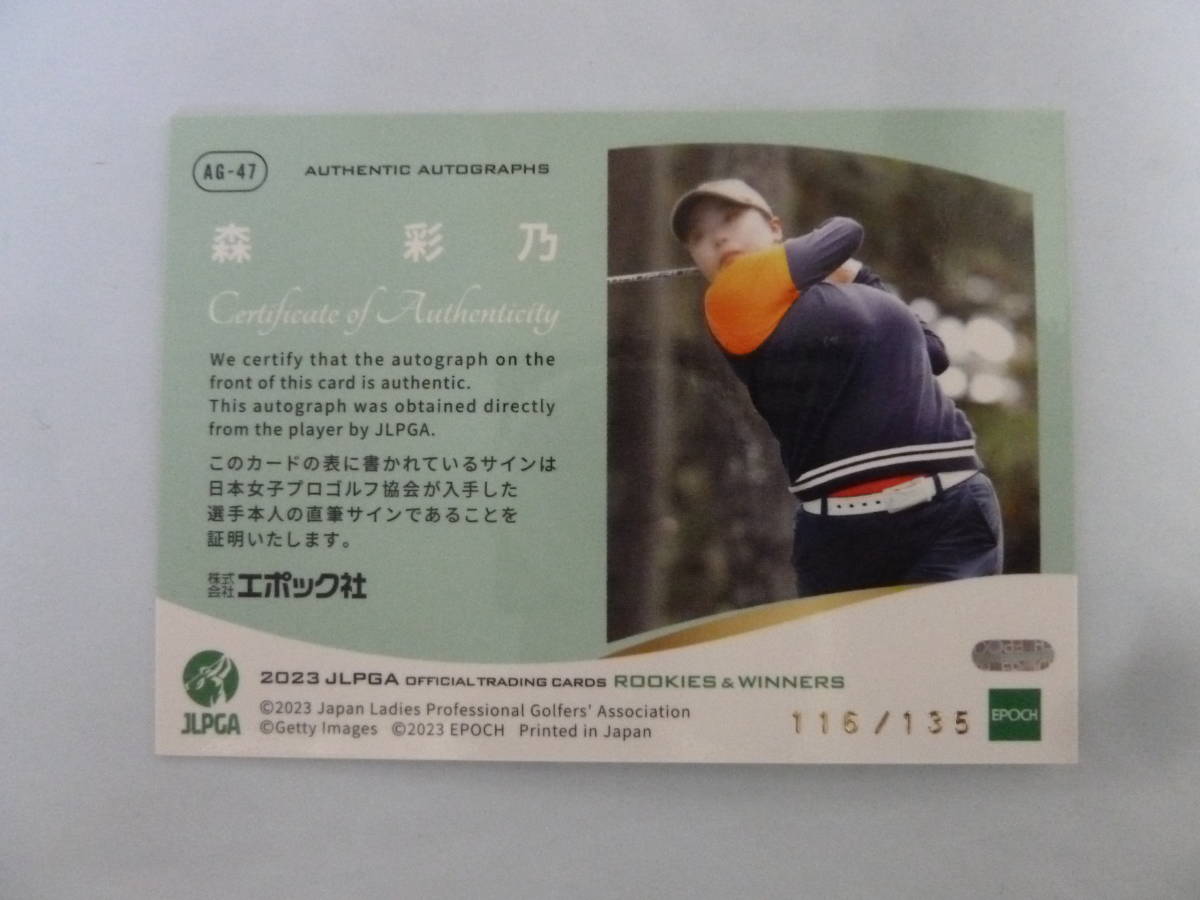 AG-47
AUTHENTIC AUTOGRAPHS
森 彩 乃
Certificate of Authenticity
We certify that the autograph on the
front of this card is authentic.
This autograph was obtained directly
from the player by JLPGA.
このカードの表に書かれているサインは
日本女子プロゴルフ協会が入手した
選手本人の直筆サインであることを
証明いたします。
株式会社エポック社
JLPGA
2023 JLPGA OFFICIAL TRADING CARDS ROOKIES & WINNERS
©2023 Japan Ladies Professional Golfers' Association
©Getty Images ©2023 EPOCH Printed in Japan
116/135
EPOCH